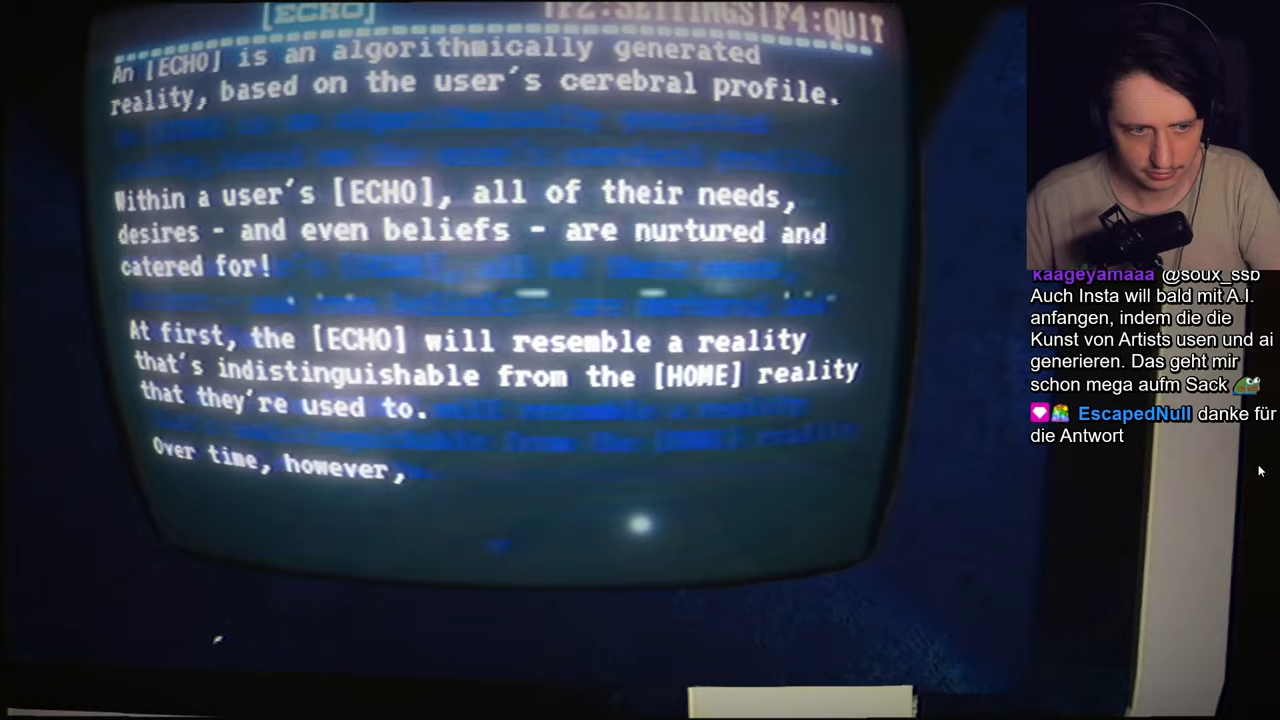 [ECHO]
|F2:SETTINGS|F4:QUIT
An [ECHO] is an algorithmically generated
reality, based on the user's cerebral profile.
Within a user's [ECHO], all of their needs,
desires - and even beliefs - are nurtured and
catered for!
At first, the [ECHO] will resemble a reality
that's indistinguishable from the [HOME] reality
that they're used to.
Over time, however,
kaageyamaaa @soux_ssb
Auch Insta will bald mit A.I.
anfangen, indem die die
Kunst von Artists usen und ai
generieren. Das geht mir
schon mega aufm Sack
EscapedNull danke für
die Antwort